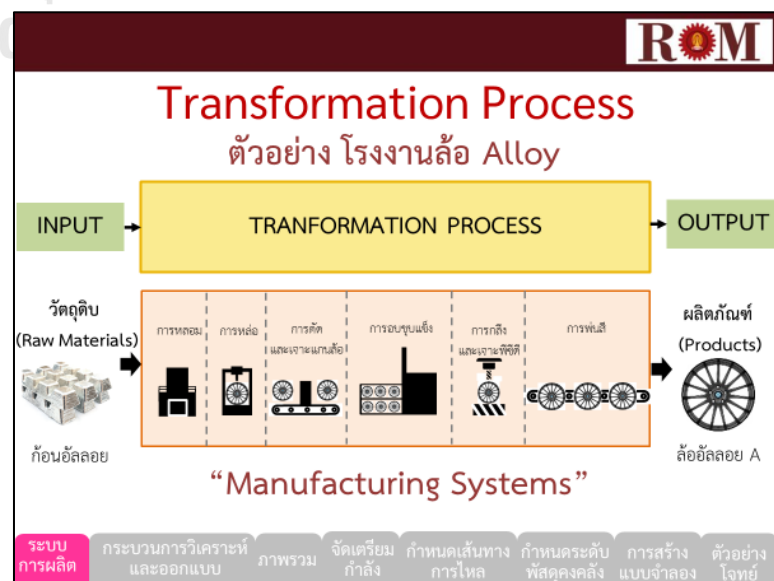 ROM
Transformation Process
ตัวอย่าง โรงงานล้อ Alloy
INPUT
TRANFORMATION PROCESS
OUTPUT
วัตถุดิบ
(Raw Materials)
การหลอม
การหล่อ
การตัด
และเจาะแกนล้อ
การอบชุบแข็ง
การกลึง
และเจาะพีซีดี
การพ่นสี
ผลิตภัณฑ์
(Products)
ก้อนอัลลอย
ล้ออัลลอย A
“Manufacturing Systems”
ระบบ
การผลิต
กระบวนการวิเคราะห์
และออกแบบ
ภาพรวม
จัดเตรียม
กำลัง
กำหนดเส้นทาง
การไหล
กำหนดระดับ
พัสดุคงคลัง
การสร้าง
แบบจำลอง
ตัวอย่าง
โจทย์